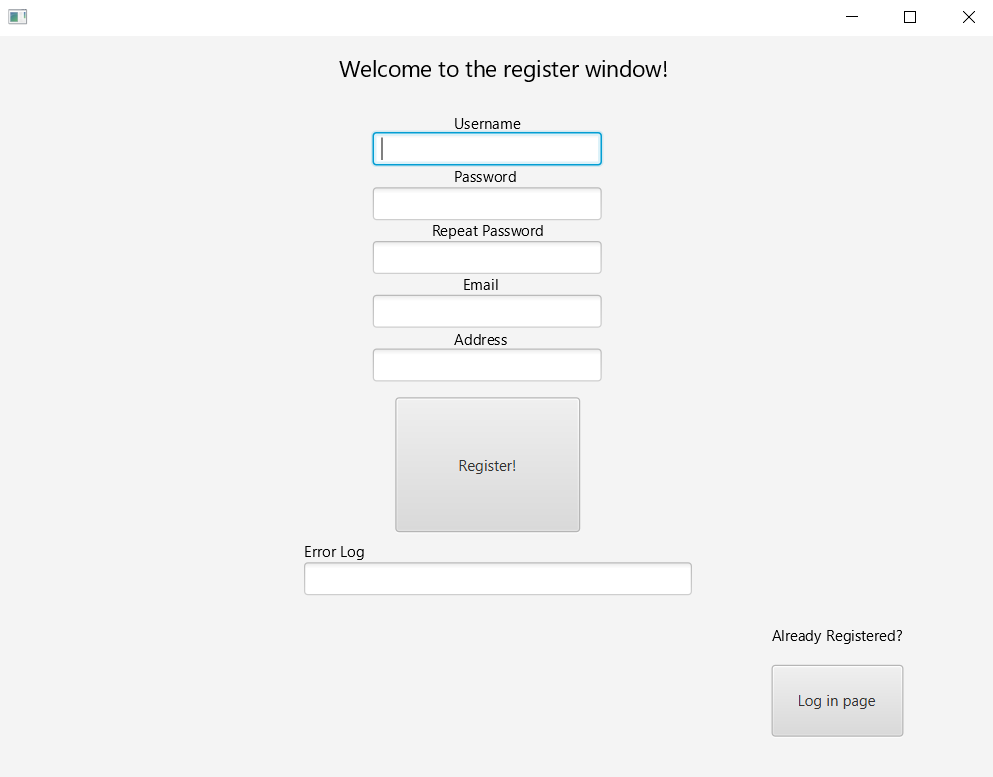 Welcome to the register window!
Username
Password
Repeat Password
Email
Address
Register!
Error Log
Already Registered?
Log in page